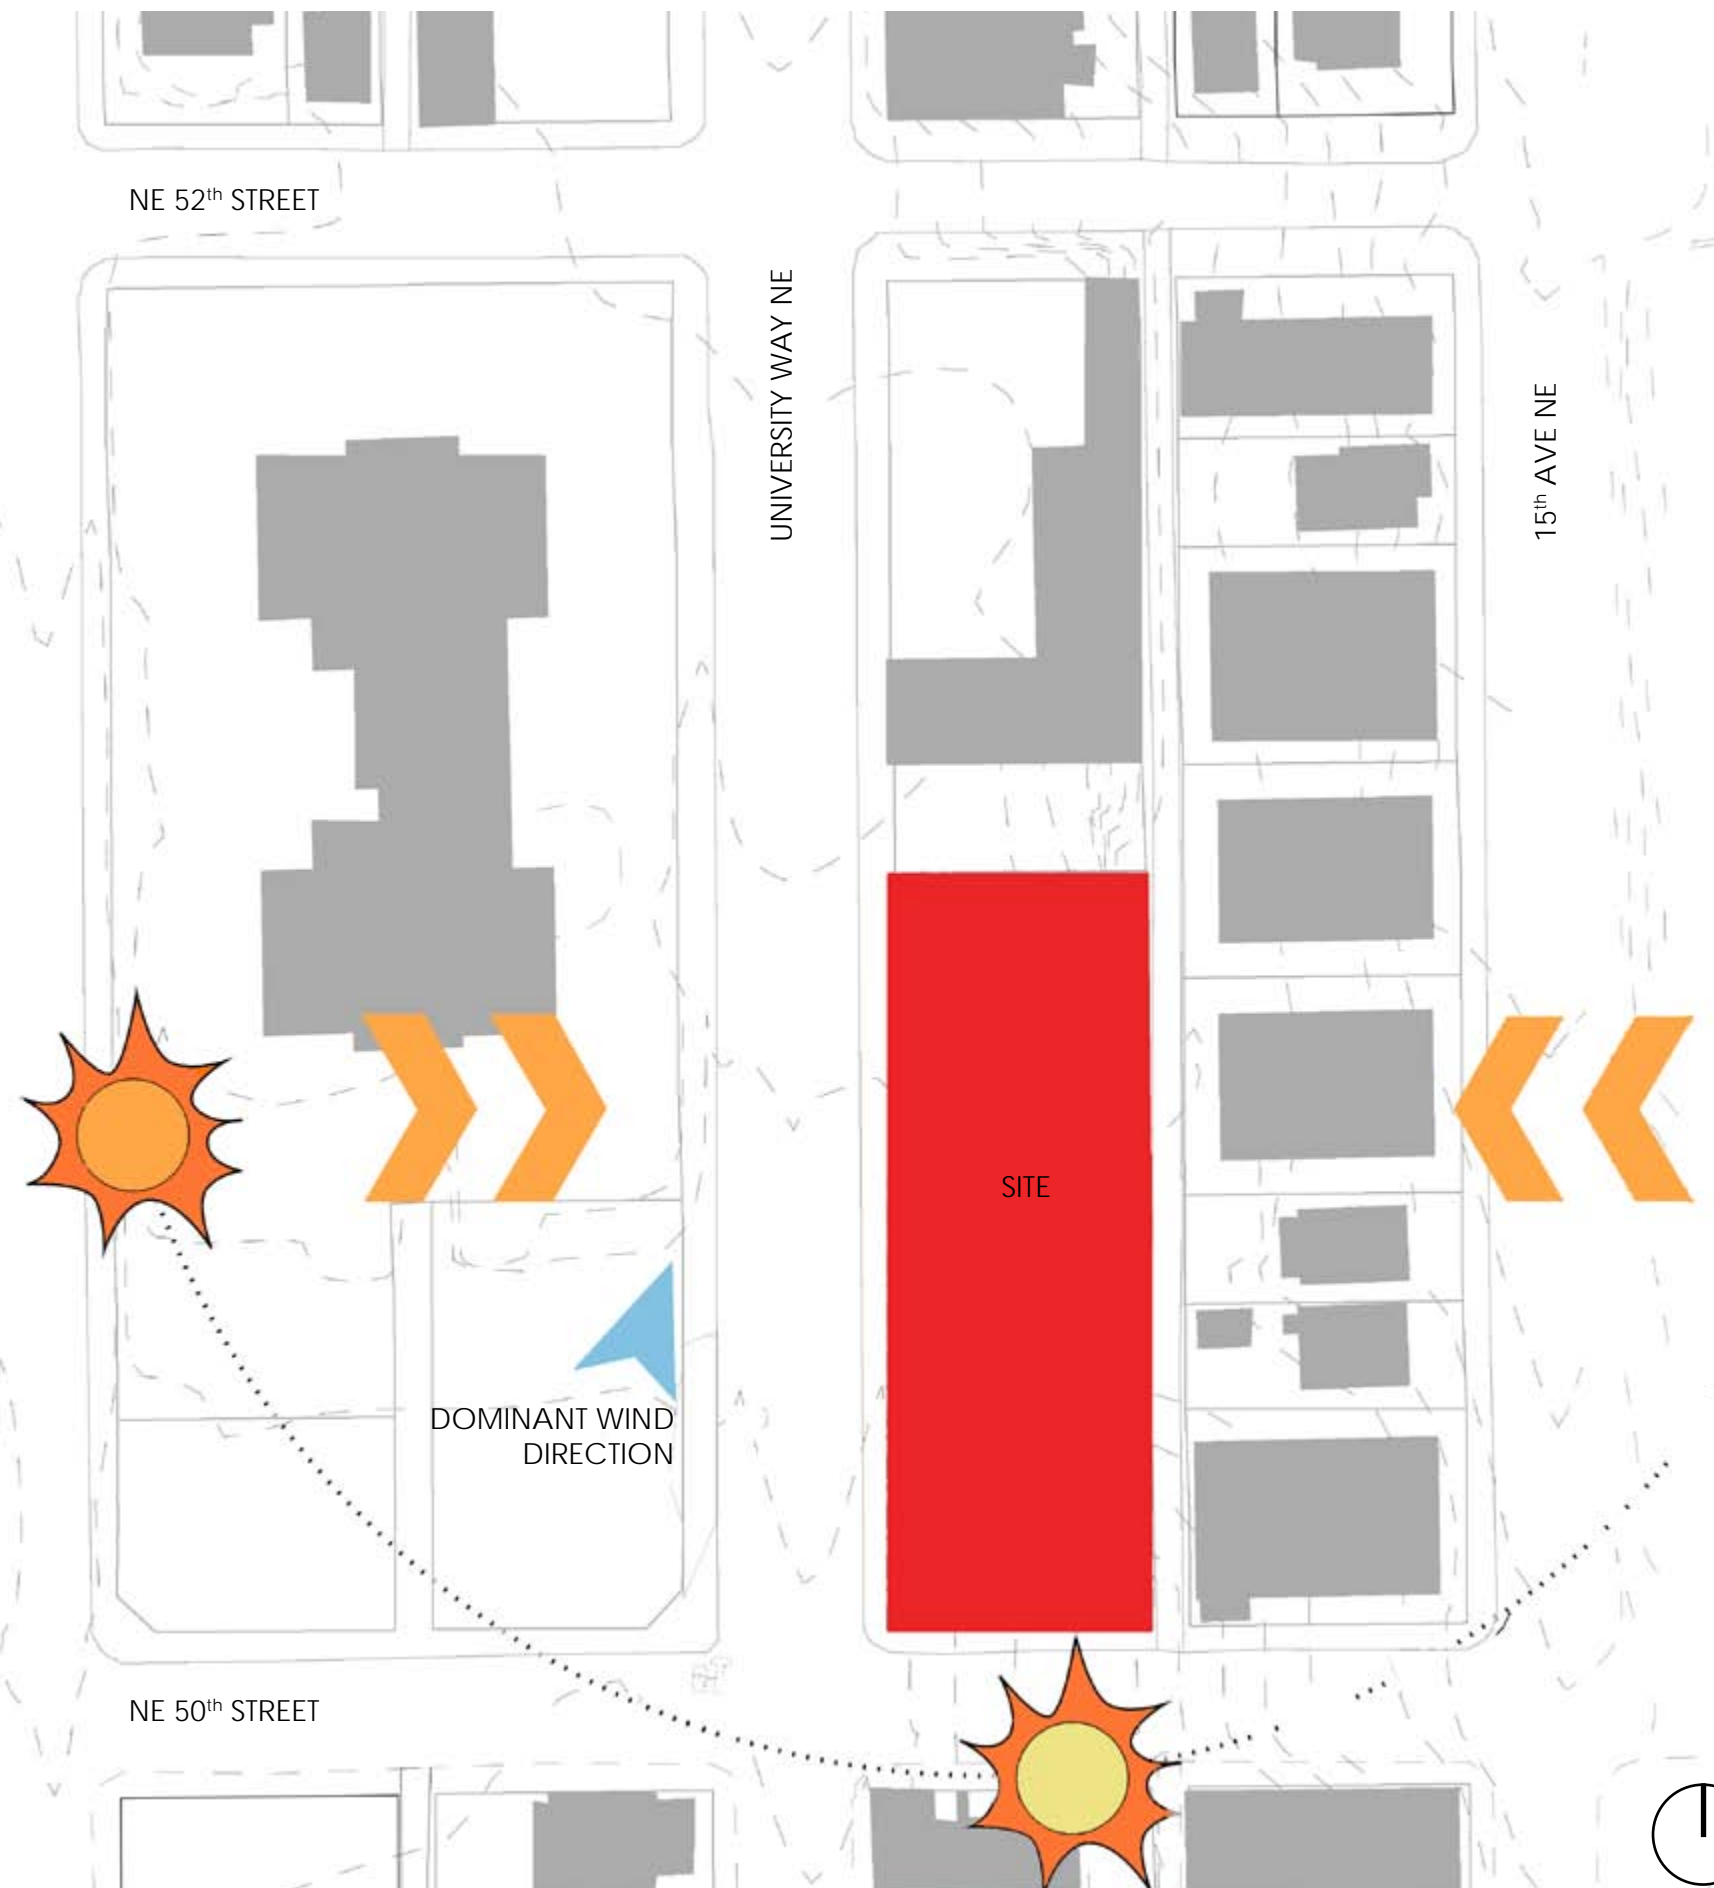 NE 52th STREET
UNIVERSITY WAY NE
15th AVE NE
SITE
DOMINANT WIND
DIRECTION
NE 50th STREET